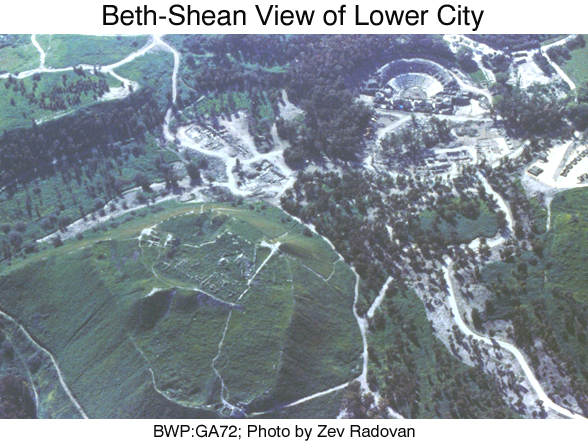 Beth-Shean View of Lower City
BWP:GA72; Photo by Zev Radovan